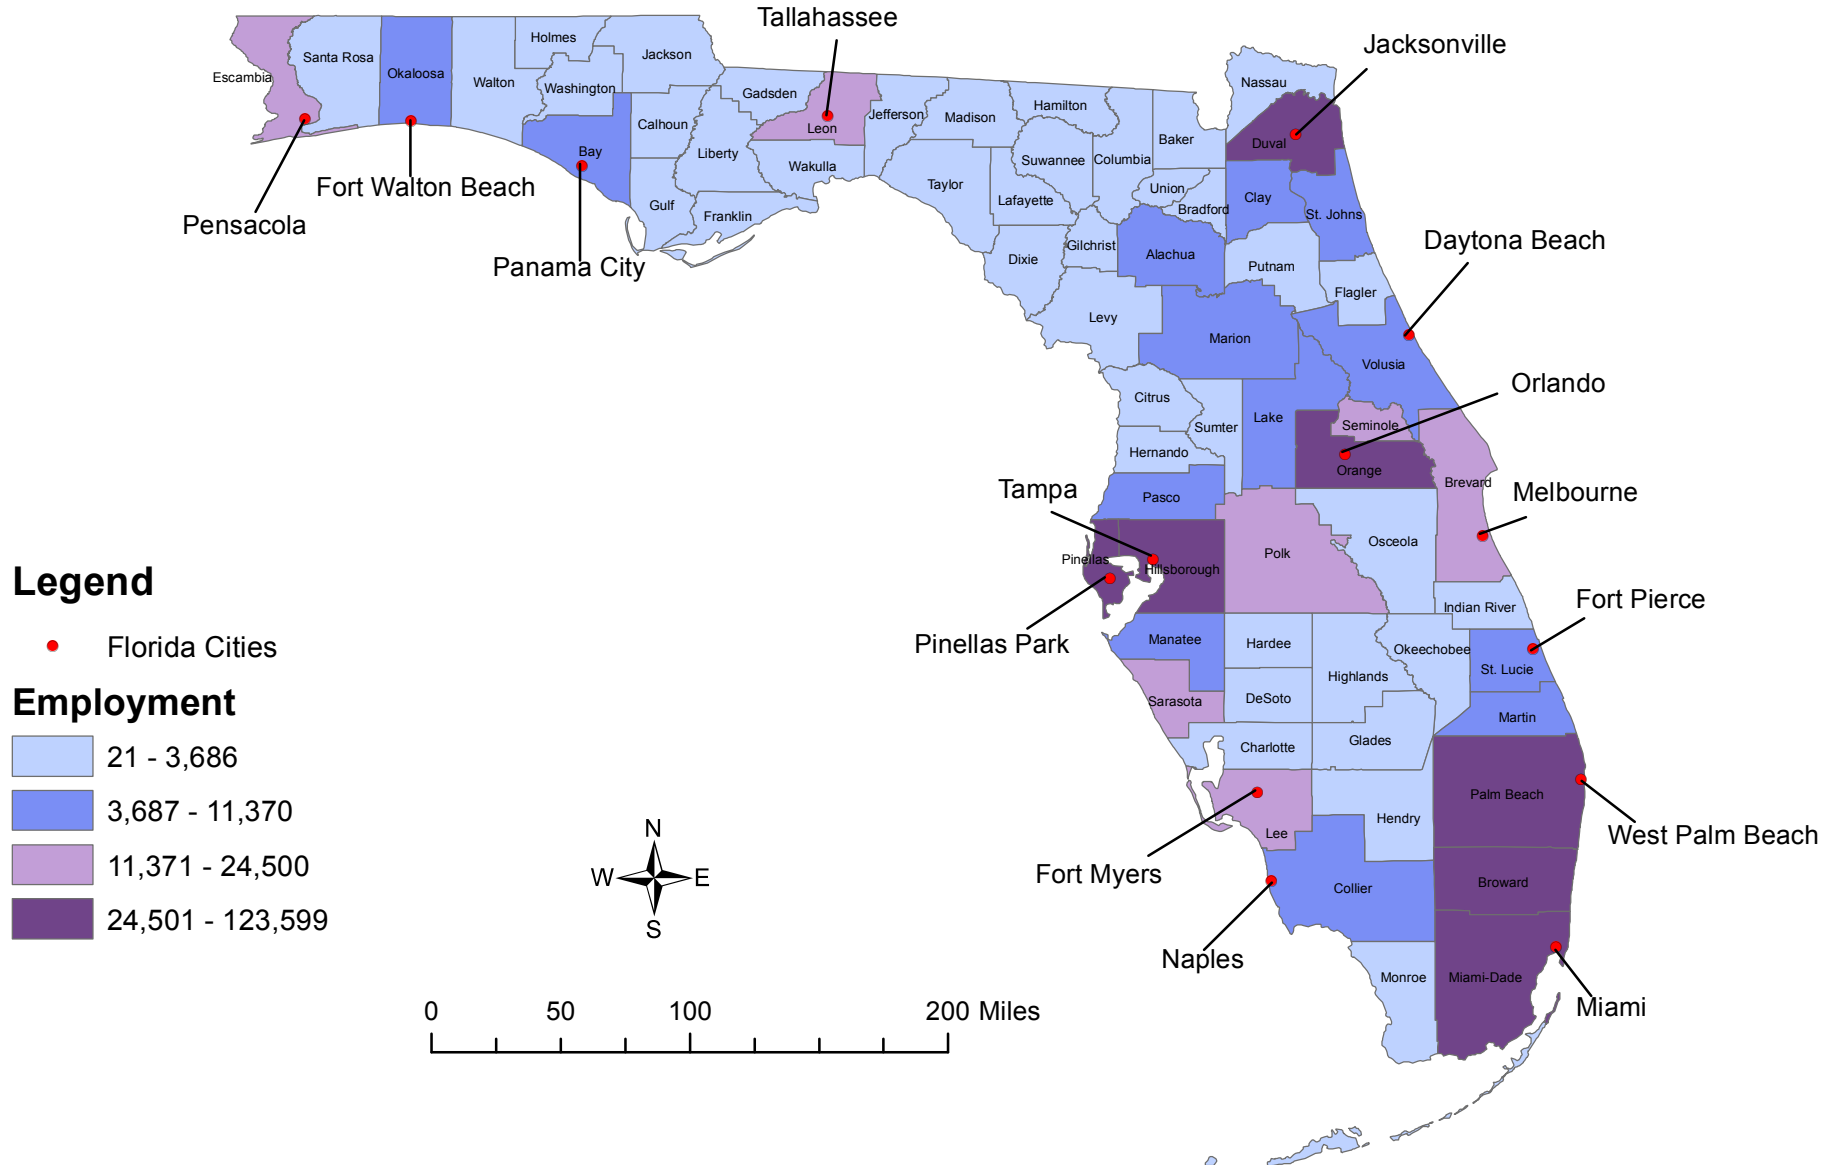 Tallahassee
Jacksonville
Holmes
Santa Rosa
Jackson
Escambia
Okaloosa
Walton
Washington
Gadsden
Nassau
Calhoun
Leon
Jefferson
Madison
Hamilton
Baker
Duval
Bay
Liberty
Wakulla
Suwannee
Columbia
Fort Walton Beach
Taylor
Union
Lafayette
Clay
Gulf
Franklin
Bradford
St. Johns
Pensacola
Daytona Beach
Gilchrist
Dixie
Alachua
Panama City
Putnam
Flagler
Levy
Marion
Volusia
Orlando
Citrus
Lake
Sumter
Seminole
Hernando
Orange
Brevard
Tampa
Pasco
Melbourne
Polk
Osceola
Pinellas
Hillsborough
Legend
Indian River
Fort Pierce
Florida Cities
Pinellas Park
Manatee
Hardee
Okeechobee
St. Lucie
Highlands
Employment
Sarasota
DeSoto
Martin
21 - 3,686
Charlotte
Glades
3,687 - 11,370
Palm Beach
Hendry
Lee
West Palm Beach
N
11,371 - 24,500
W
E
Fort Myers
Collier
Broward
24,501 - 123,599
S
Naples
Monroe
Miami-Dade
Miami
0 50 100 200 Miles